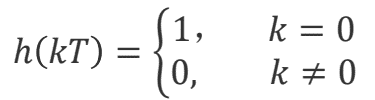 h(kT) = { 1, k = 0
0, k ≠ 0